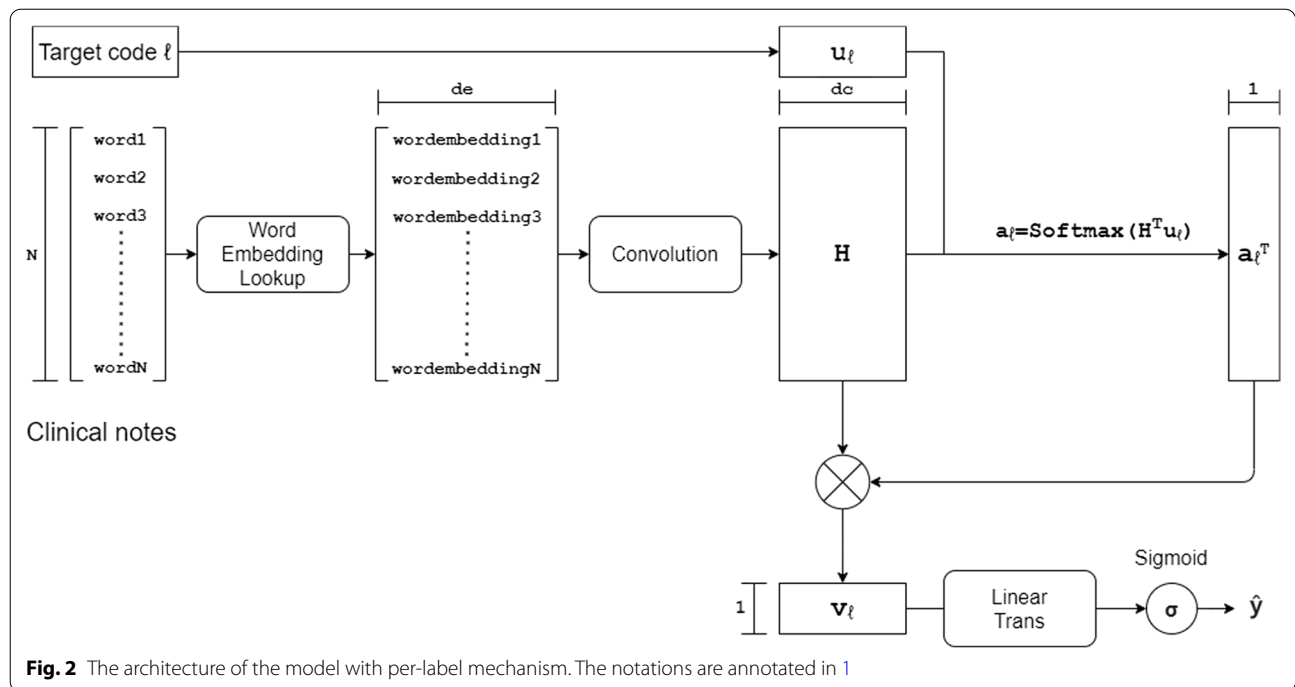 Target code ℓ
uℓ
de
dc
1
N
word1
word2
word3
wordN
Word
Embedding
Lookup
wordembedding1
wordembedding2
wordembedding3
wordembeddingN
Convolution
H
aℓ=Softmax(Hᵀuℓ)
aℓᵀ
Clinical notes
1
vℓ
Linear
Trans
Sigmoid
σ
ŷ
Fig. 2 The architecture of the model with per-label mechanism. The notations are annotated in 1